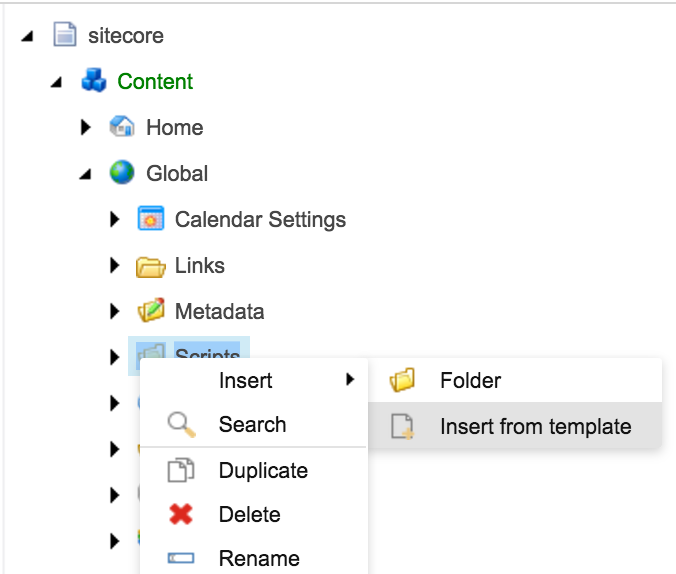 sitecore
Content
Home
Global
Calendar Settings
Links
Metadata
Scripts
Insert
Folder
Search
Insert from template
Duplicate
Delete
Rename